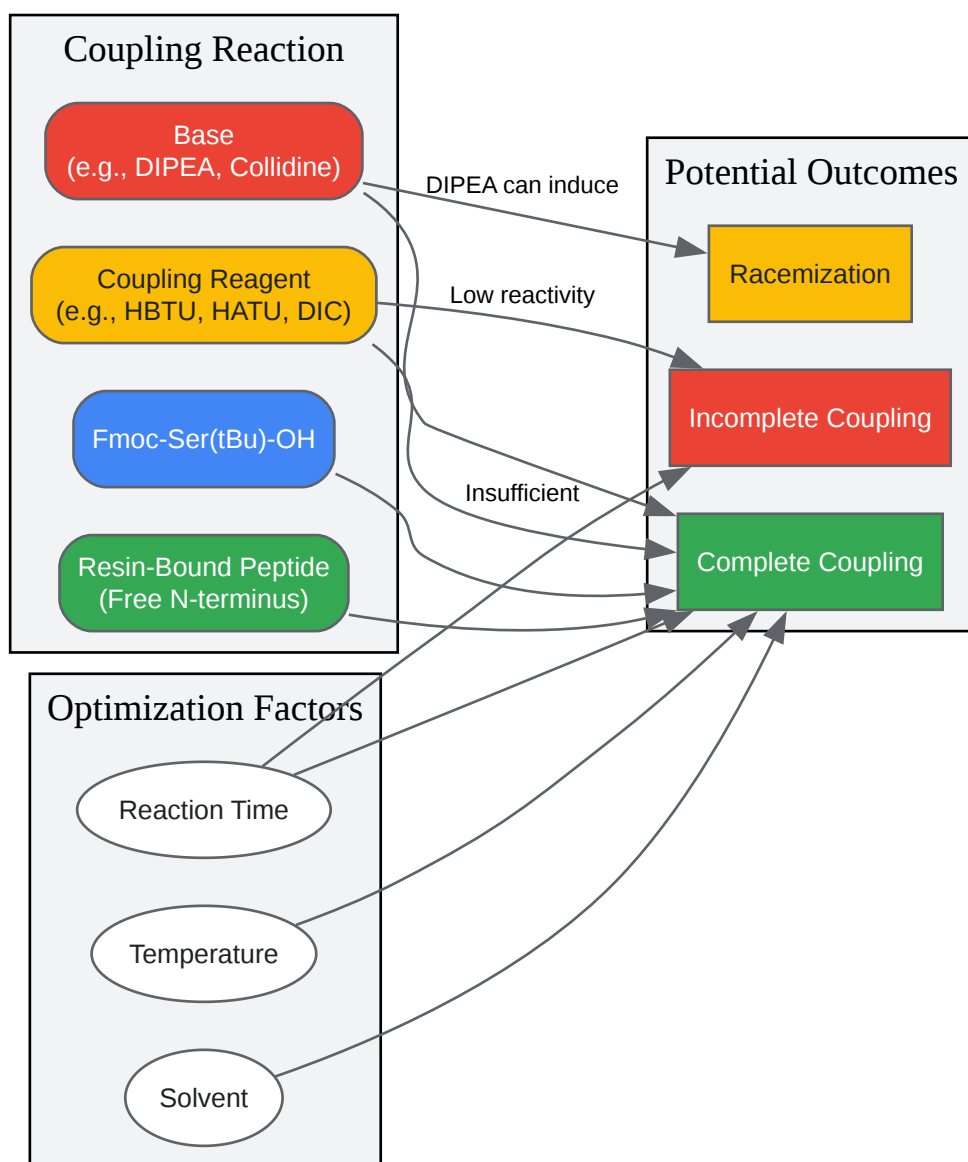 Coupling Reaction
Base
(e.g., DIPEA, Collidine)
Coupling Reagent
(e.g., HBTU, HATU, DIC)
Fmoc-Ser(tBu)-OH
Resin-Bound Peptide
(Free N-terminus)
DIPEA can induce
Low reactivity
Insufficient
Potential Outcomes
Racemization
Incomplete Coupling
Complete Coupling
Optimization Factors
Reaction Time
Temperature
Solvent